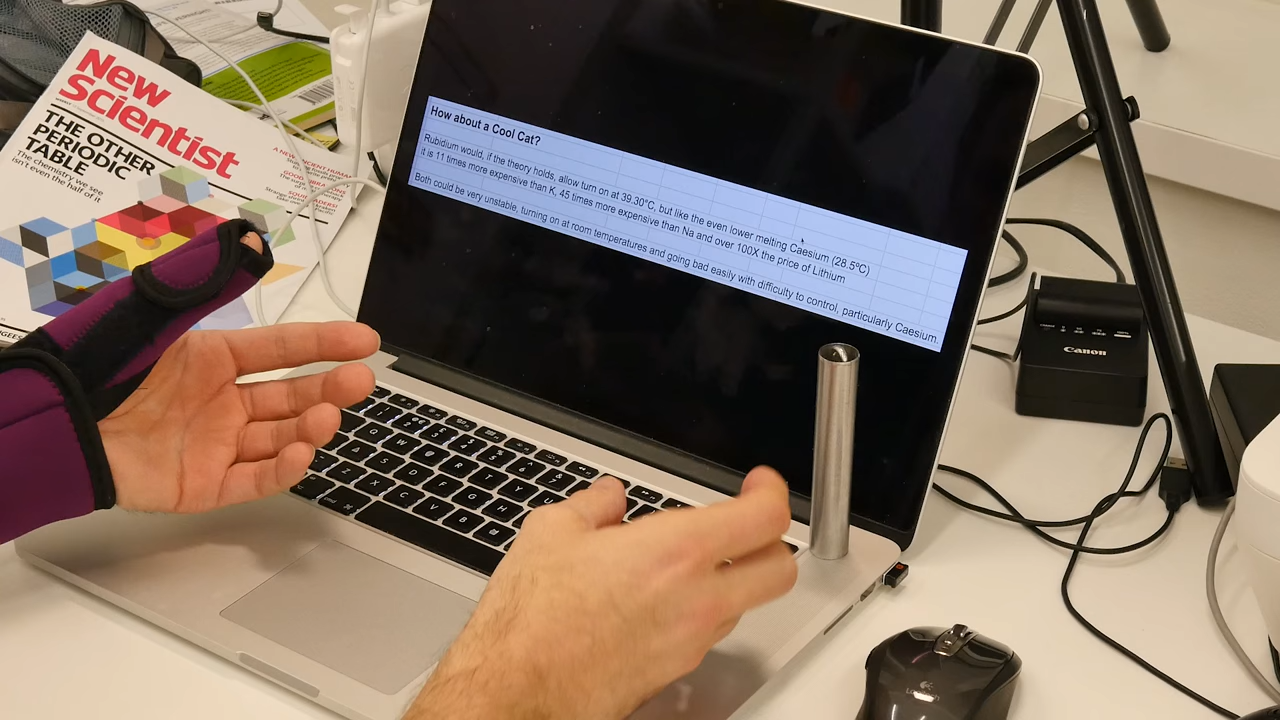 New
Scientist
THE OTHER
PERIODIC
TABLE
The chemistry we see
isn't even the half of it
How about a Cool Cat?
Rubidium would, if the theory holds, allow turn on at 39.30°C, but like the even lower melting Caesium (28.5ºC)
it is 11 times more expensive than K, 45 times more expensive than Na and over 100X the price of Lithium
Both could be very unstable, turning on at room temperatures and going bad easily with difficulty to control, particularly Caesium.
Canon
Logitech